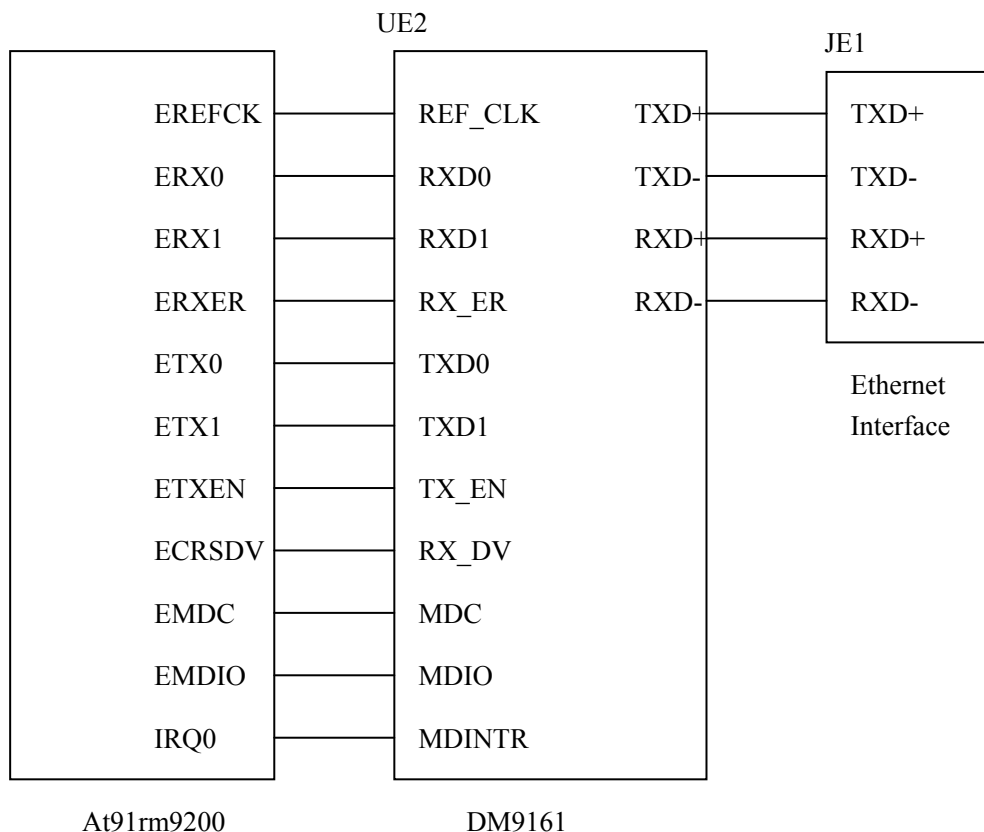 UE2
JE1
EREFCK REF_CLK TXD+ TXD+
ERX0 RXD0 TXD- TXD-
ERX1 RXD1 RXD+ RXD+
ERXER RX_ER RXD- RXD-
ETX0 TXD0
ETX1 TXD1
ETXEN TX_EN
ECRSDV RX_DV
EMDC MDC
EMDIO MDIO
IRQ0 MDINTR
Ethernet
Interface
At91rm9200 DM9161